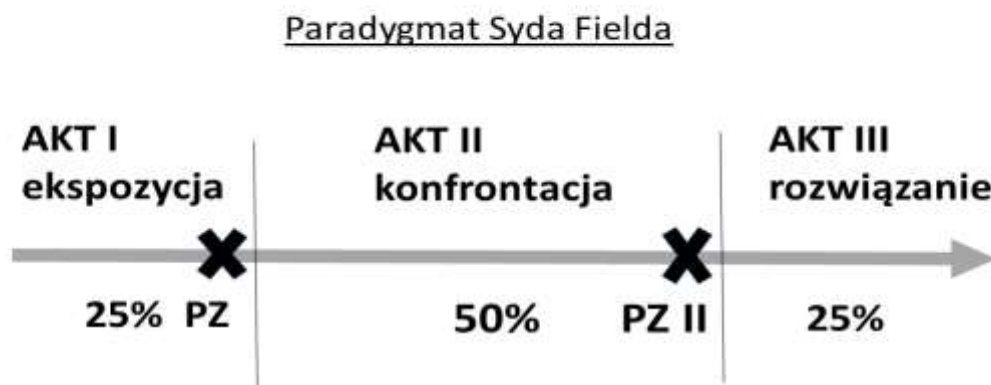 Paradygmat Syda Fielda
AKT I
ekspozycja
AKT II
konfrontacja
AKT III
rozwiązanie
25% PZ
50%
PZ II
25%